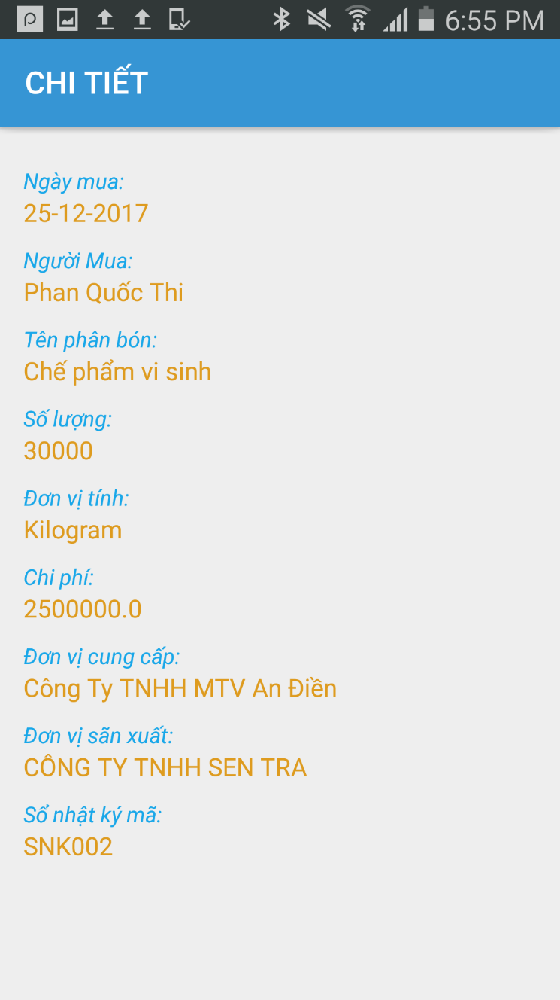 6:55 PM
CHI TIẾT
Ngày mua:
25-12-2017
Người Mua:
Phan Quốc Thi
Tên phân bón:
Chế phẩm vi sinh
Số lượng:
30000
Đơn vị tính:
Kilogram
Chi phí:
2500000.0
Đơn vị cung cấp:
Công Ty TNHH MTV An Điền
Đơn vị sãn xuất:
CÔNG TY TNHH SEN TRA
Sổ nhật ký mã:
SNK002